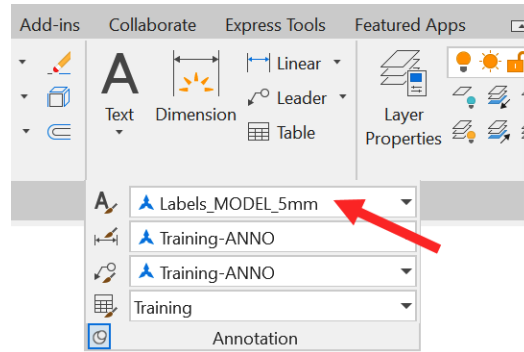 Add-ins Collaborate Express Tools Featured Apps
Linear
Text Dimension Leader Layer Properties
Table
Labels_MODEL_5mm
Training-ANNO
Training-ANNO
Training
Annotation